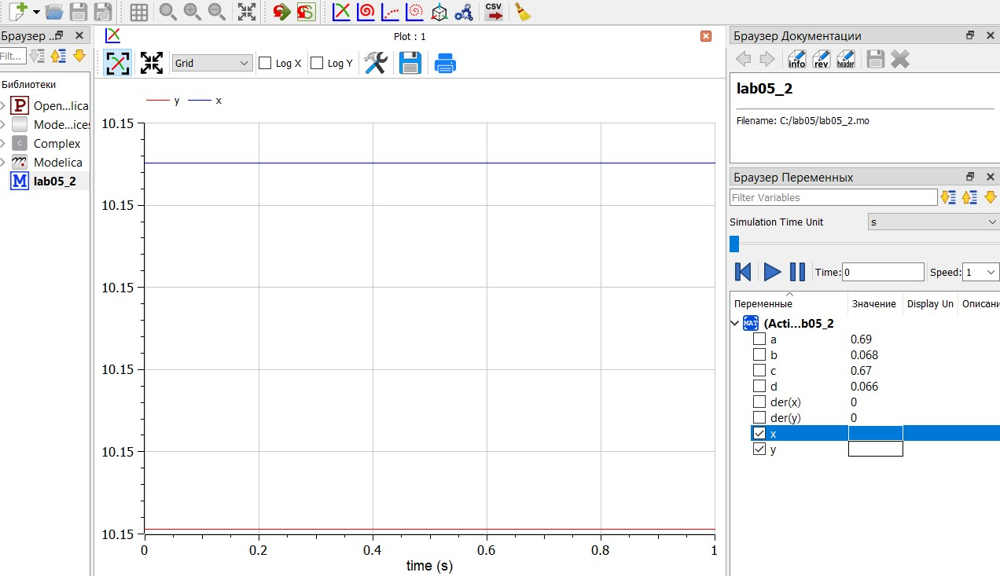 CSV
Браузер ..
Filt...
Библиотеки
P Open...lica
Mode...ices
C Complex
Modelica
M lab05_2
Plot : 1
Grid
Log X
Log Y
y x
10.15
10.15
10.15
10.15
10.15
10.15
0 0.2 0.4 0.6 0.8 1
time (s)
Браузер Документации
info rev header
lab05_2
Filename: C:/lab05/lab05_2.mo
Браузер Переменных
Filter Variables
Simulation Time Unit s
Time: 0 Speed: 1
Переменные Значение Display Un Описани
MAT (Acti...b05_2
a 0.69
b 0.068
c 0.67
d 0.066
der(x) 0
der(y) 0
x
y